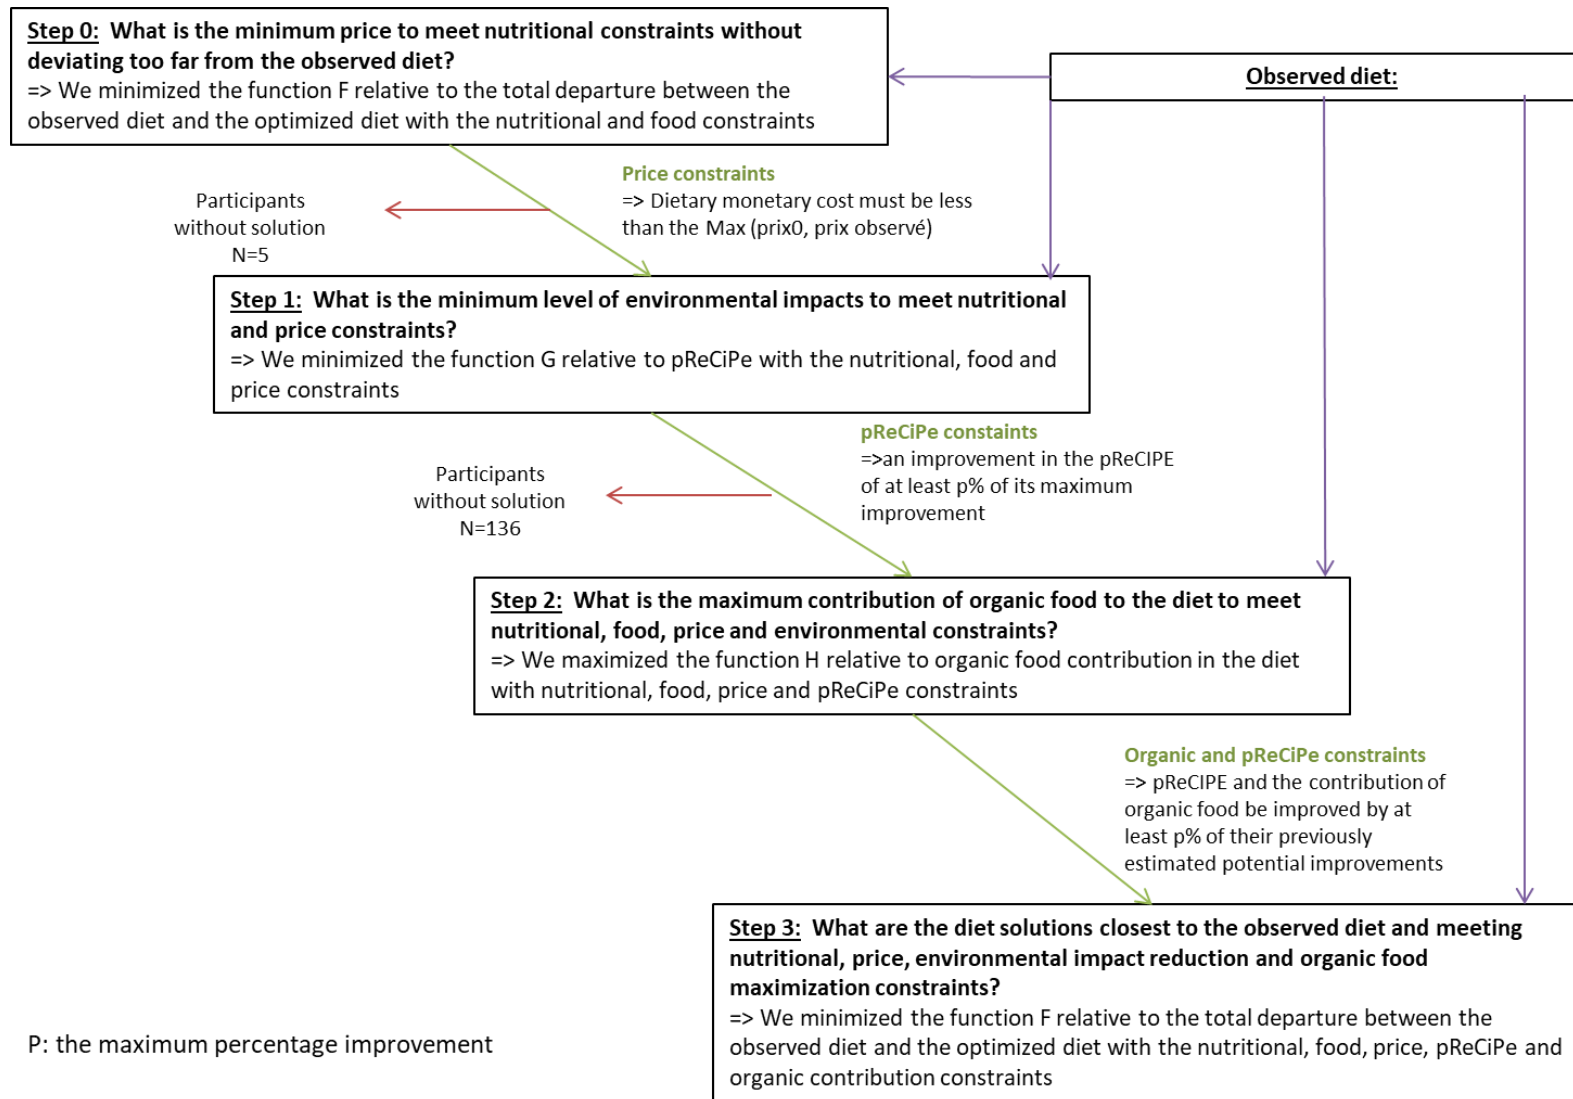 Step 0:  What is the minimum price to meet nutritional constraints without
deviating too far from the observed diet?
=> We minimized the function F relative to the total departure between the
observed diet and the optimized diet with the nutritional and food constraints
Observed diet:
Price constraints
=> Dietary monetary cost must be less
than the Max (prix0, prix observé)
Participants
without solution
N=5
Step 1:  What is the minimum level of environmental impacts to meet nutritional
and price constraints?
=> We minimized the function G relative to pReCiPe with the nutritional, food and
price constraints
pReCiPe constaints
=>an improvement in the pReCIPE
of at least p% of its maximum
improvement
Participants
without solution
N=136
Step 2:  What is the maximum contribution of organic food to the diet to meet
nutritional, food, price and environmental constraints?
=> We maximized the function H relative to organic food contribution in the diet
with nutritional, food, price and pReCiPe constraints
Organic and pReCiPe constraints
=> pReCIPE and the contribution of
organic food be improved by at
least p% of their previously
estimated potential improvements
Step 3:  What are the diet solutions closest to the observed diet and meeting
nutritional, price, environmental impact reduction and organic food
maximization constraints?
=> We minimized the function F relative to the total departure between the
observed diet and the optimized diet with the nutritional, food, price, pReCiPe and
organic contribution constraints
P: the maximum percentage improvement